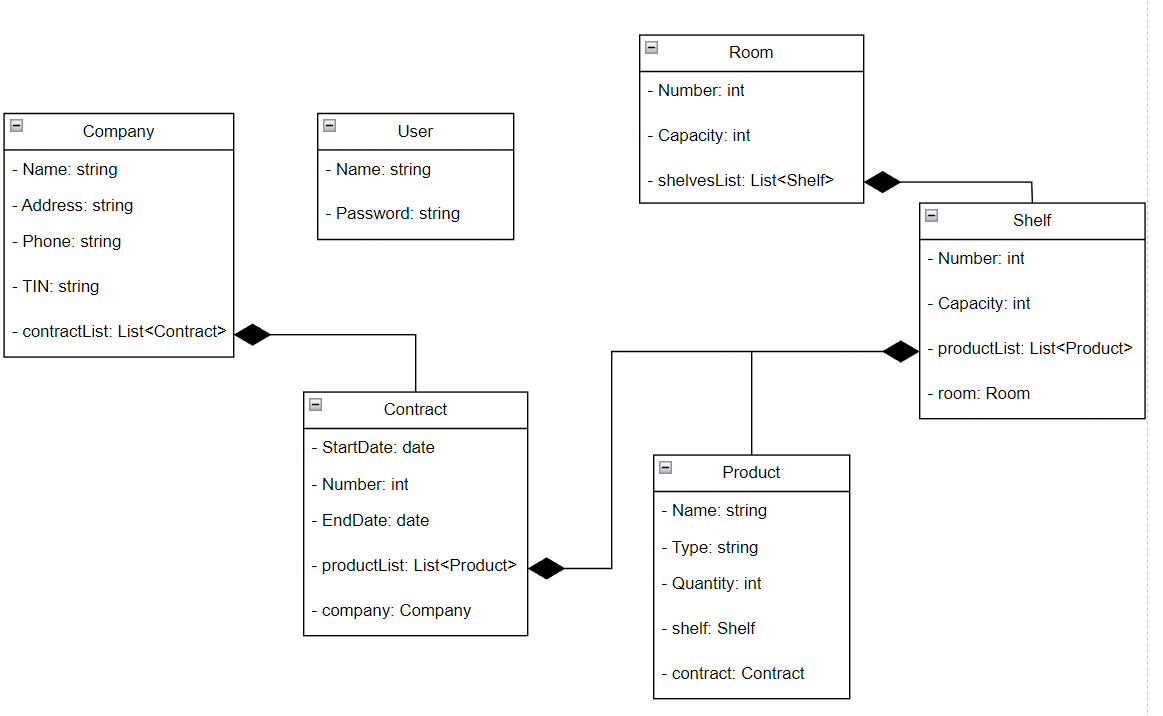 Room
- Number: int
- Capacity: int
- shelvesList: List<Shelf>
Company
- Name: string
- Address: string
- Phone: string
- TIN: string
- contractList: List<Contract>
User
- Name: string
- Password: string
Shelf
- Number: int
- Capacity: int
- productList: List<Product>
- room: Room
Contract
- StartDate: date
- Number: int
- EndDate: date
- productList: List<Product>
- company: Company
Product
- Name: string
- Type: string
- Quantity: int
- shelf: Shelf
- contract: Contract